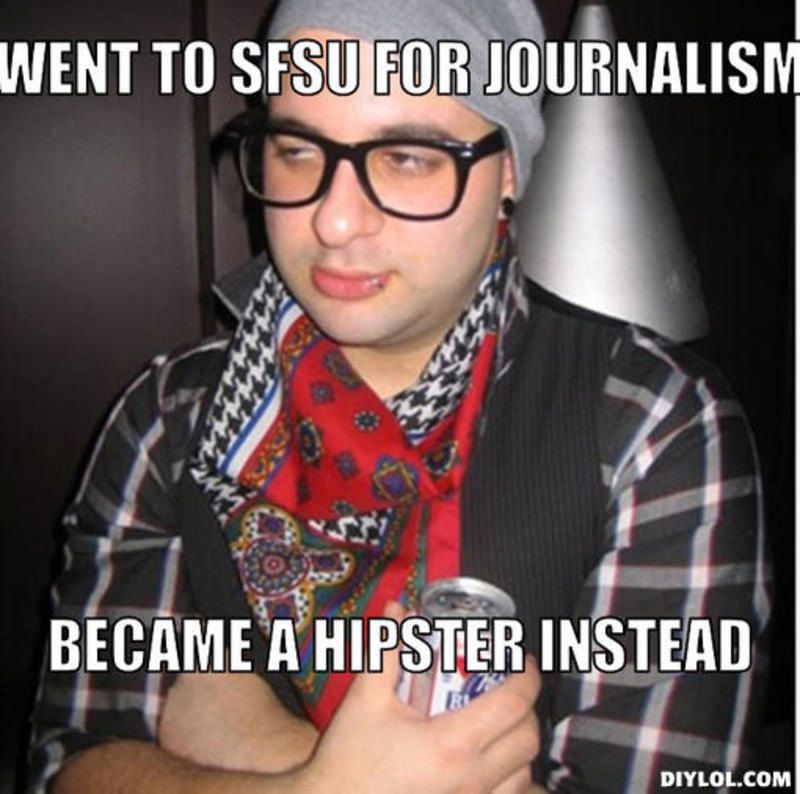 WENT TO SFSU FOR JOURNALISM
BECAME A HIPSTER INSTEAD
DIYLOL.COM